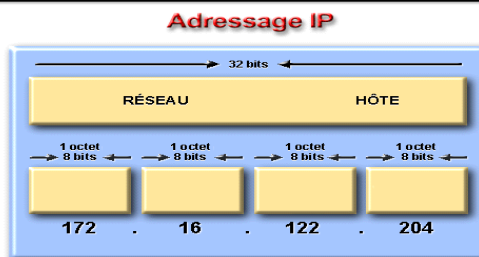 Adressage IP
32 bits
RÉSEAU HÔTE
1 octet 1 octet 1 octet 1 octet
8 bits 8 bits 8 bits 8 bits
172 . 16 . 122 . 204